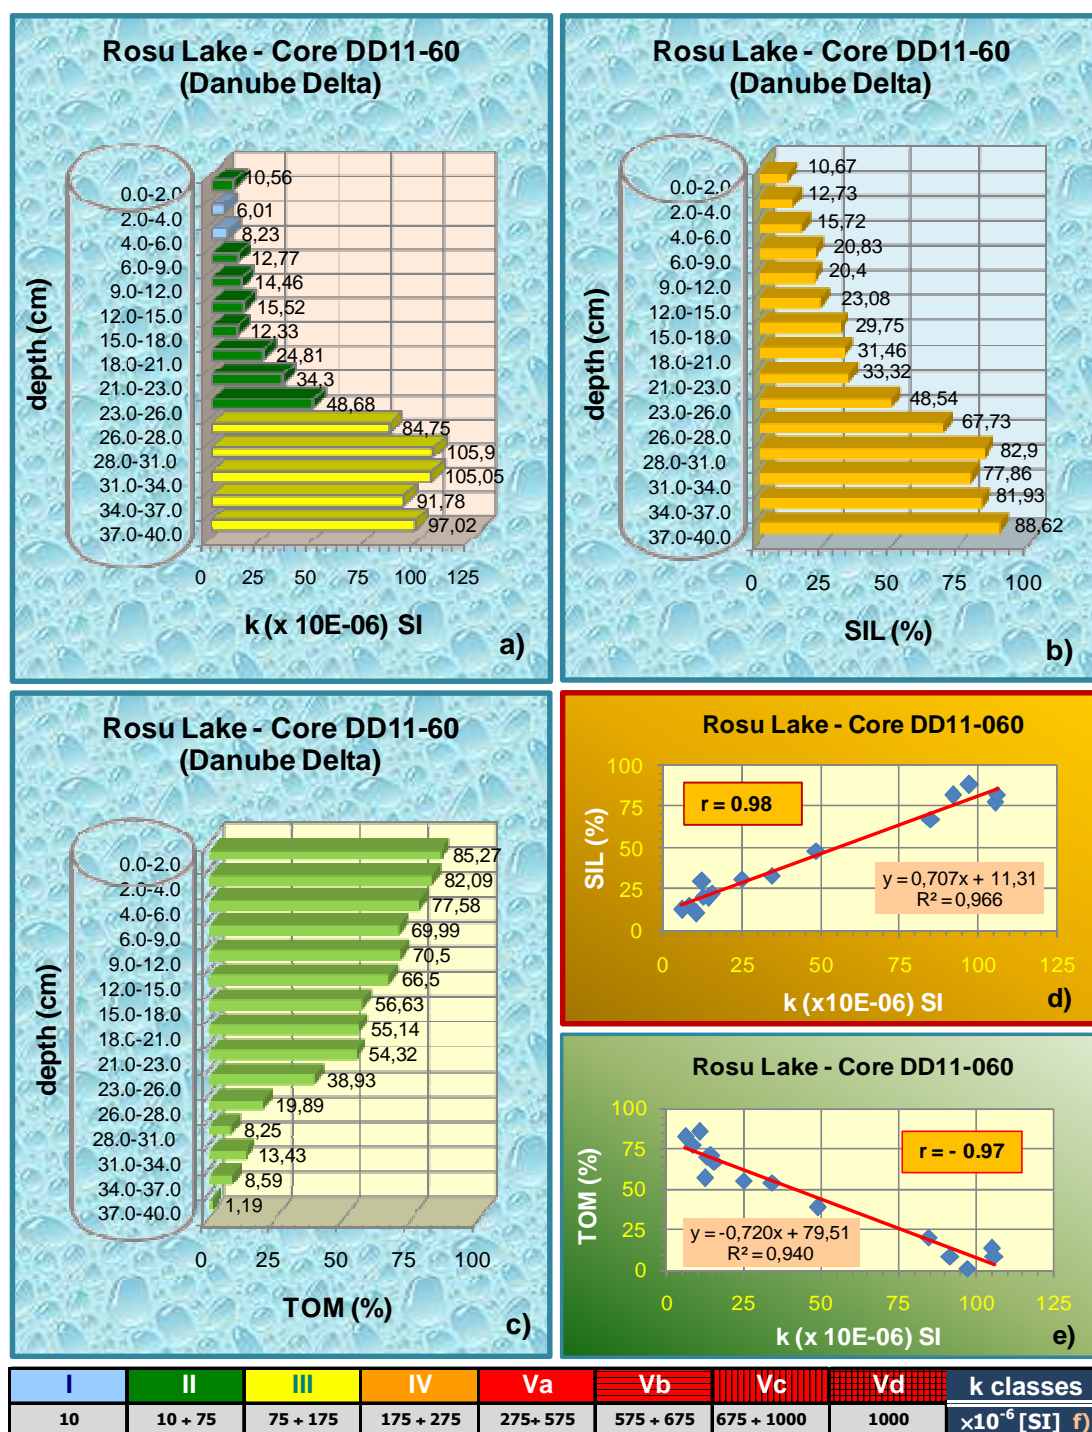 Rosu Lake - Core DD11-60
(Danube Delta)
depth (cm)
0.0-2.0
2.0-4.0
4.0-6.0
6.0-9.0
9.0-12.0
12.0-15.0
15.0-18.0
18.0-21.0
21.0-23.0
23.0-26.0
26.0-28.0
28.0-31.0
31.0-34.0
34.0-37.0
37.0-40.0
10,56
6,01
8,23
12,77
14,46
15,52
12,33
24,81
34,3
48,68
84,75
105,9
105,05
91,78
97,02
0 25 50 75 100 125
k (x 10E-06) SI
a)
Rosu Lake - Core DD11-60
(Danube Delta)
depth (cm)
0.0-2.0
2.0-4.0
4.0-6.0
6.0-9.0
9.0-12.0
12.0-15.0
15.0-18.0
18.0-21.0
21.0-23.0
23.0-26.0
26.0-28.0
28.0-31.0
31.0-34.0
34.0-37.0
37.0-40.0
10,67
12,73
15,72
20,83
20,4
23,08
29,75
31,46
33,32
48,54
67,73
82,9
77,86
81,93
88,62
0 25 50 75 100
SIL (%)
b)
Rosu Lake - Core DD11-60
(Danube Delta)
depth (cm)
0.0-2.0
2.0-4.0
4.0-6.0
6.0-9.0
9.0-12.0
12.0-15.0
15.0-18.0
18.0-21.0
21.0-23.0
23.0-26.0
26.0-28.0
28.0-31.0
31.0-34.0
34.0-37.0
37.0-40.0
85,27
82,09
77,58
69,99
70,5
66,5
56,63
55,14
54,32
38,93
19,89
8,25
13,43
8,59
1,19
0 25 50 75 100
TOM (%)
c)
Rosu Lake - Core DD11-060
SIL (%)
100
75
50
25
0
r = 0.98
y = 0,707x + 11,31
R² = 0,966
0 25 50 75 100 125
k (x10E-06) SI
d)
Rosu Lake - Core DD11-060
TOM (%)
100
75
50
25
0
r = - 0.97
y = -0,720x + 79,51
R² = 0,940
0 25 50 75 100 125
k (x 10E-06) SI
e)
I II III IV Va Vb Vc Vd k classes
10 10 ÷ 75 75 ÷ 175 175 ÷ 275 275÷ 575 575 ÷ 675 675 ÷ 1000 1000 ×10⁻⁶ [SI] f)